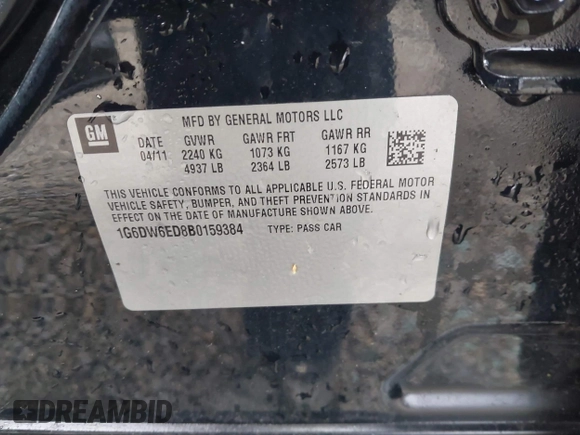 GM
MFD BY GENERAL MOTORS LLC
DATE GVWR GAWR FRT GAWR RR
04/11 2240 KG 1073 KG 1167 KG
4937 LB 2364 LB 2573 LB
THIS VEHICLE CONFORMS TO ALL APPLICABLE U.S. FEDERAL MOTOR
VEHICLE SAFETY, BUMPER, AND THEFT PREVENTION STANDARDS IN
EFFECT ON THE DATE OF MANUFACTURE SHOWN ABOVE.
1G6DW6ED8B0159384 TYPE: PASS CAR
DREAMBID